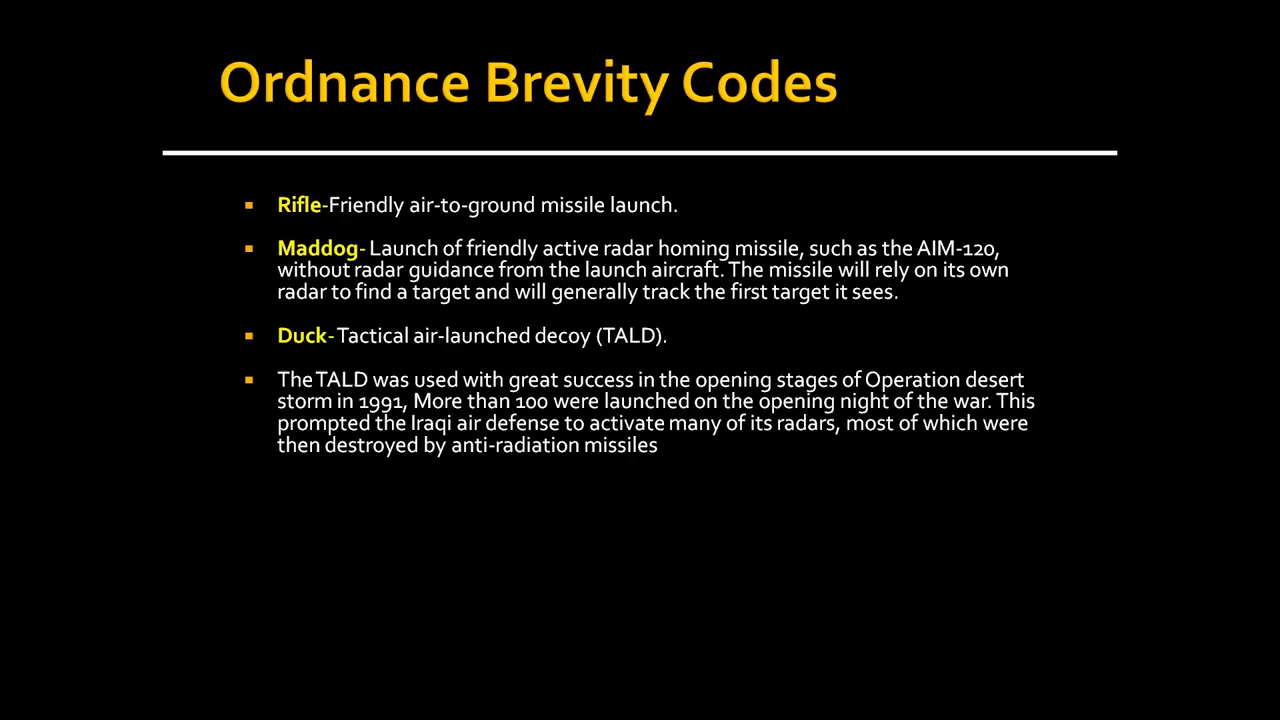 Ordnance Brevity Codes
Rifle-Friendly air-to-ground missile launch.
Maddog- Launch of friendly active radar homing missile, such as the AIM-120,
without radar guidance from the launch aircraft. The missile will rely on its own
radar to find a target and will generally track the first target it sees.
Duck- Tactical air-launched decoy (TALD).
The TALD was used with great success in the opening stages of Operation desert
storm in 1991, More than 100 were launched on the opening night of the war. This
prompted the Iraqi air defense to activate many of its radars, most of which were
then destroyed by anti-radiation missiles